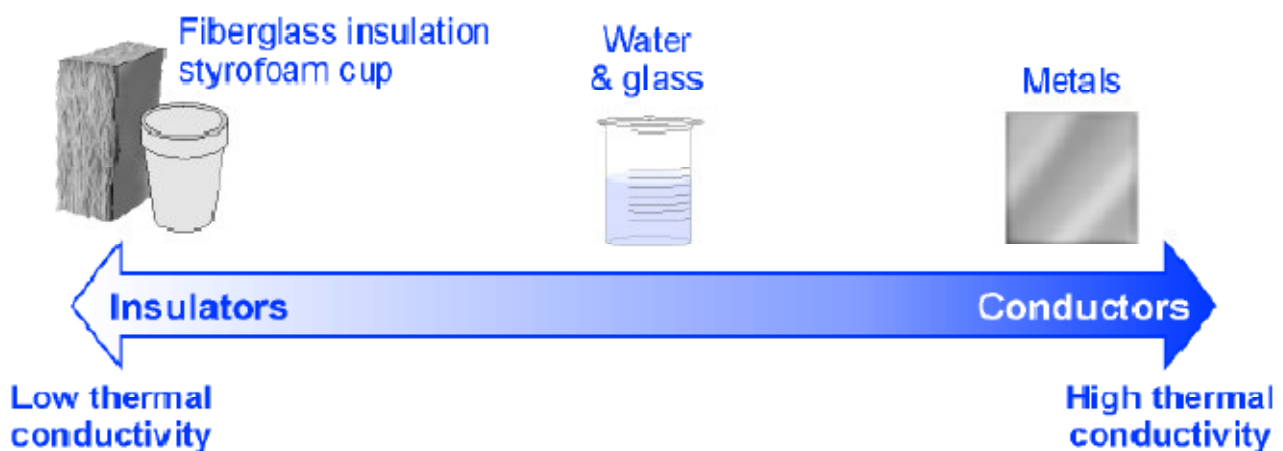 Fiberglass insulation
styrofoam cup
Water
& glass
Metals
Insulators
Conductors
Low thermal
conductivity
High thermal
conductivity